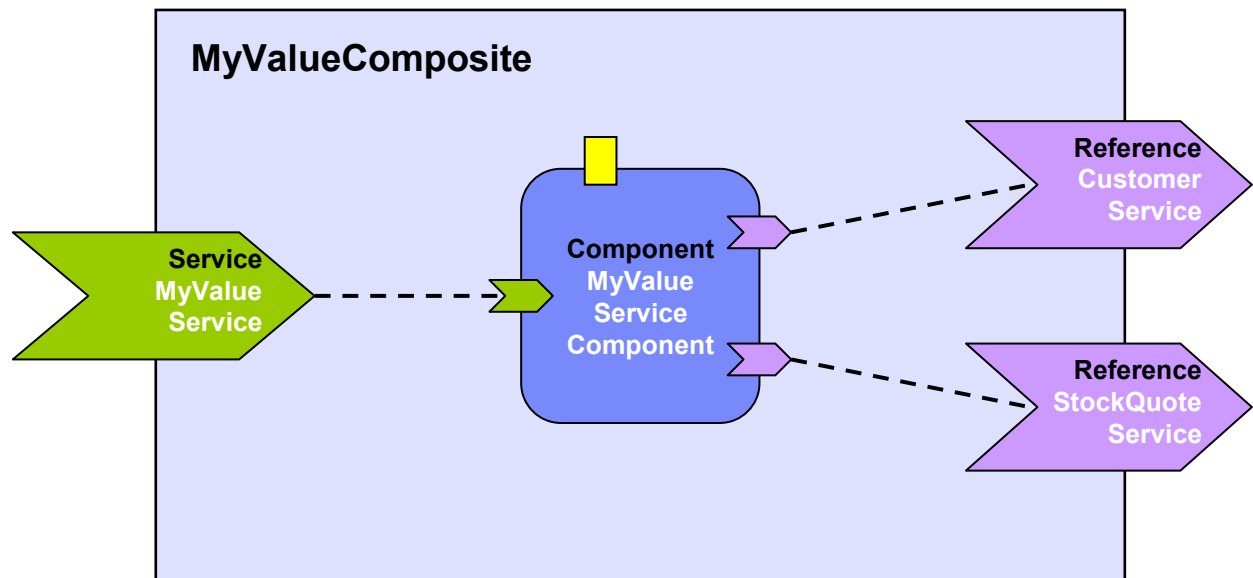 MyValueComposite
Service
MyValue
Service
Component
MyValue
Service
Component
Reference
Customer
Service
Reference
StockQuote
Service